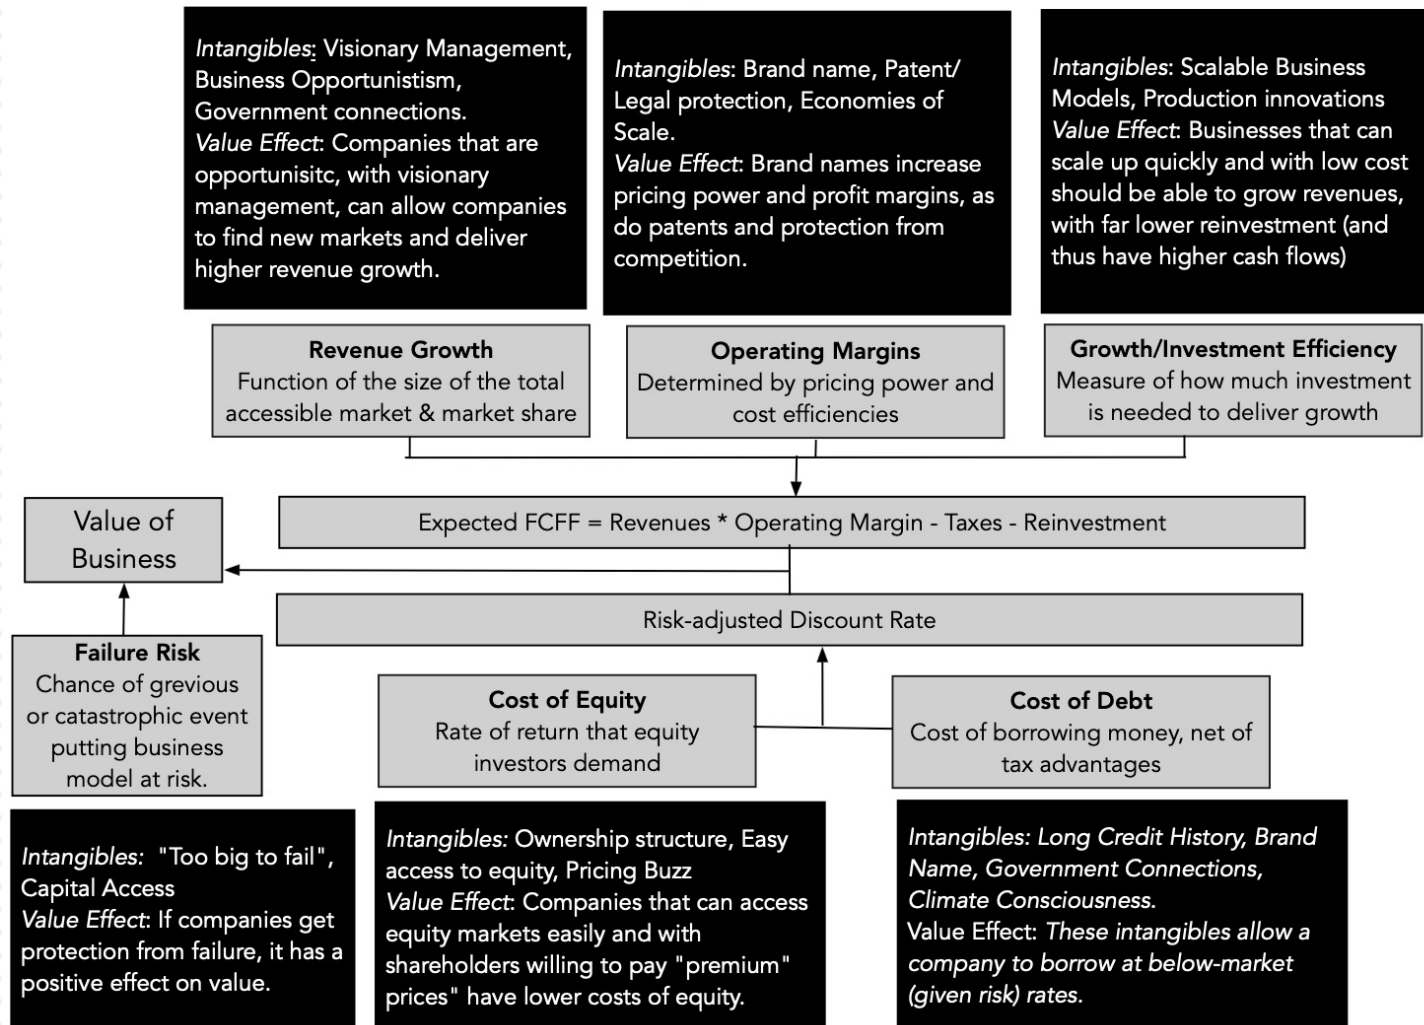 Intangibles: Visionary Management,
Business Opportunistism,
Government connections.
Value Effect: Companies that are
opportunisitc, with visionary
management, can allow companies
to find new markets and deliver
higher revenue growth.
Intangibles: Brand name, Patent/
Legal protection, Economies of
Scale.
Value Effect: Brand names increase
pricing power and profit margins, as
do patents and protection from
competition.
Intangibles: Scalable Business
Models, Production innovations
Value Effect: Businesses that can
scale up quickly and with low cost
should be able to grow revenues,
with far lower reinvestment (and
thus have higher cash flows)
Revenue Growth
Function of the size of the total
accessible market & market share
Operating Margins
Determined by pricing power and
cost efficiencies
Growth/Investment Efficiency
Measure of how much investment
is needed to deliver growth
Value of
Business
Expected FCFF = Revenues * Operating Margin - Taxes - Reinvestment
Risk-adjusted Discount Rate
Failure Risk
Chance of grevious
or catastrophic event
putting business
model at risk.
Cost of Equity
Rate of return that equity
investors demand
Cost of Debt
Cost of borrowing money, net of
tax advantages
Intangibles: "Too big to fail",
Capital Access
Value Effect: If companies get
protection from failure, it has a
positive effect on value.
Intangibles: Ownership structure, Easy
access to equity, Pricing Buzz
Value Effect: Companies that can access
equity markets easily and with
shareholders willing to pay "premium"
prices" have lower costs of equity.
Intangibles: Long Credit History, Brand
Name, Government Connections,
Climate Consciousness.
Value Effect: These intangibles allow a
company to borrow at below-market
(given risk) rates.